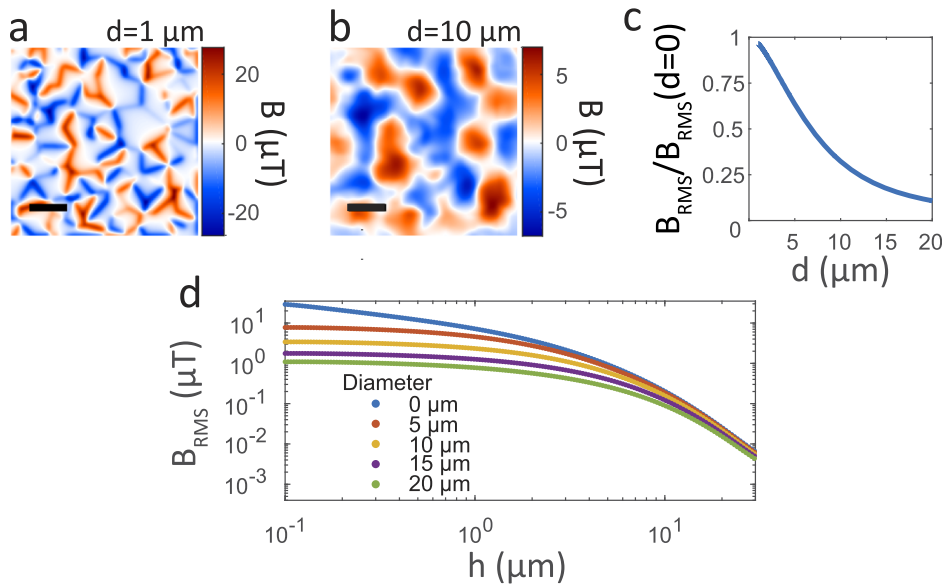 a
d=1 µm
20
0
-20
B (µT)
b
d=10 µm
5
0
-5
B (µT)
c
B_RMS/B_RMS(d=0)
1
0.75
0.5
0.25
0
5
10
15
20
d (µm)
d
B_RMS (µT)
10^1
10^0
10^-1
10^-2
10^-3
Diameter
0 µm
5 µm
10 µm
15 µm
20 µm
10^-1
10^0
10^1
h (µm)